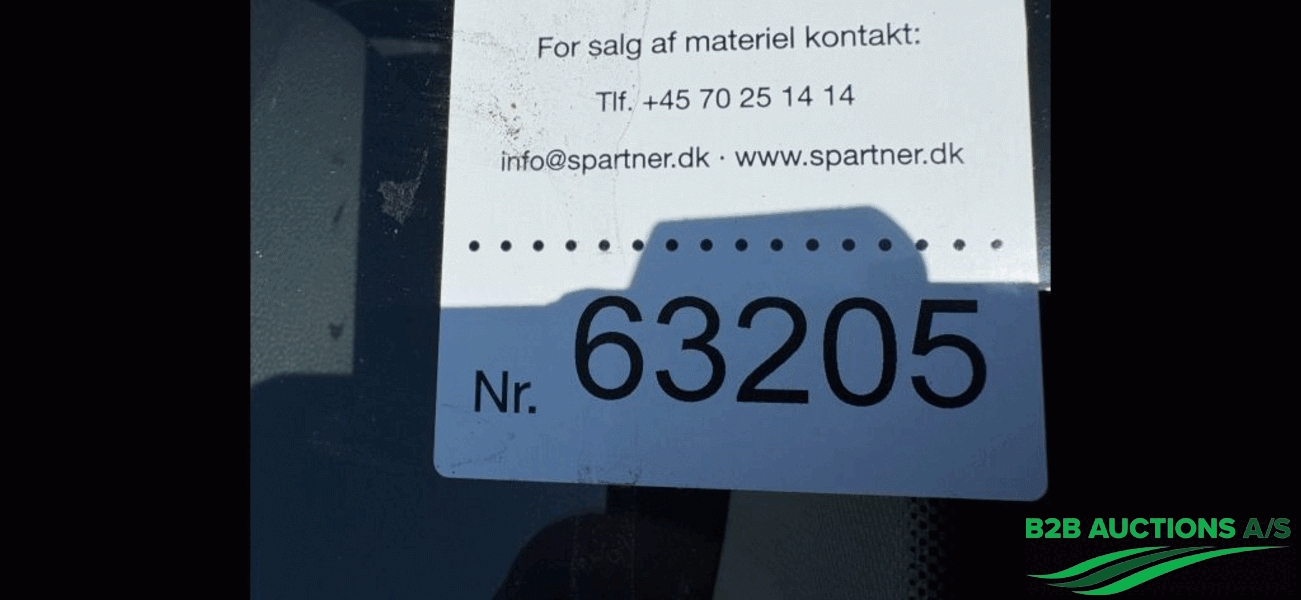 For salg af materiel kontakt:
Tlf. +45 70 25 14 14
info@spartner.dk · www.spartner.dk
Nr. 63205
B2B AUCTIONS A/S